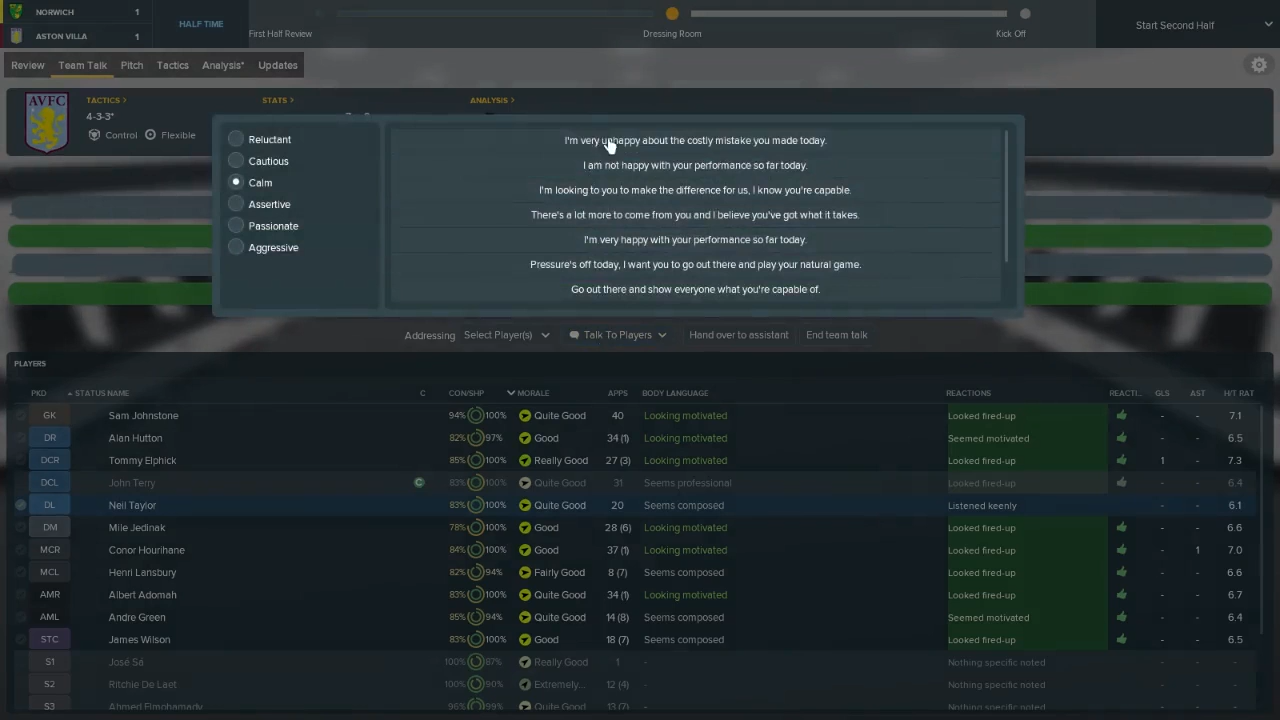 NORWICH 1
ASTON VILLA 1
HALF TIME
First Half Review
Dressing Room
Kick Off
Start Second Half
Review Team Talk Pitch Tactics Analysis* Updates
AVFC
TACTICS > STATS > ANALYSIS >
4-3-3*
Control Flexible
Reluctant
Cautious
Calm
Assertive
Passionate
Aggressive
I'm very unhappy about the costly mistake you made today.
I am not happy with your performance so far today.
I'm looking to you to make the difference for us, I know you're capable.
There's a lot more to come from you and I believe you've got what it takes.
I'm very happy with your performance so far today.
Pressure's off today, I want you to go out there and play your natural game.
Go out there and show everyone what you're capable of.
Addressing Select Player(s) Talk To Players Hand over to assistant End team talk
PLAYERS
PKD STATUS NAME C CON/SHP MORALE APPS BODY LANGUAGE REACTIONS REACTI... GLS AST H/T RAT
GK Sam Johnstone 94% 100% Quite Good 40 Looking motivated Looked fired-up - - 7.1
DR Alan Hutton 82% 97% Good 34 (1) Looking motivated Seemed motivated - - 6.5
DCR Tommy Elphick 85% 100% Really Good 27 (3) Looking motivated Looked fired-up 1 - 7.3
DCL John Terry C 83% 100% Quite Good 31 Seems professional Looked fired-up - - 6.4
DL Neil Taylor 83% 100% Quite Good 20 Seems composed Listened keenly - - 6.1
DM Mile Jedinak 78% 100% Good 28 (6) Looking motivated Looked fired-up - - 6.6
MCR Conor Hourihane 84% 100% Good 37 (1) Looking motivated Looked fired-up - 1 7.0
MCL Henri Lansbury 82% 94% Fairly Good 8 (7) Seems composed Looked fired-up - - 6.6
AMR Albert Adomah 83% 100% Quite Good 34 (1) Looking motivated Looked fired-up - - 6.7
AML Andre Green 85% 94% Quite Good 14 (8) Seems composed Seemed motivated - - 6.4
STC James Wilson 83% 100% Good 18 (7) Seems composed Looked fired-up - - 6.5
S1 José Sá 100% 87% Really Good 1 - Nothing specific noted - -
S2 Ritchie De Laet 100% 90% Extremely... 12 (4) - Nothing specific noted - -
S3 Ahmed Elmohamady 96% 99% Quite Good 13 (7) - Nothing specific noted - -